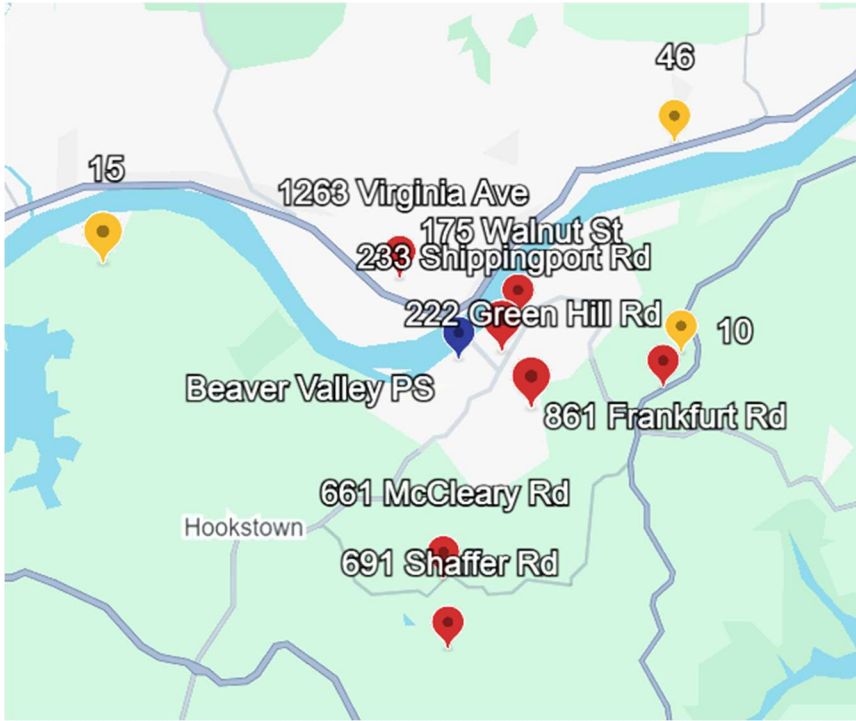 46
15
1263 Virginia Ave
175 Walnut St
233 Shippingport Rd
222 Green Hill Rd
10
Beaver Valley PS
861 Frankfurt Rd
661 McCleary Rd
Hookstown
691 Shaffer Rd